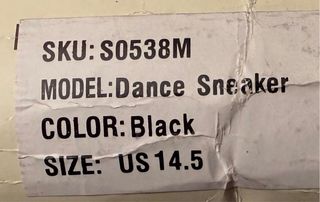 SKU: S0538M
MODEL:Dance Sneaker
COLOR: Black
SIZE: US 14.5